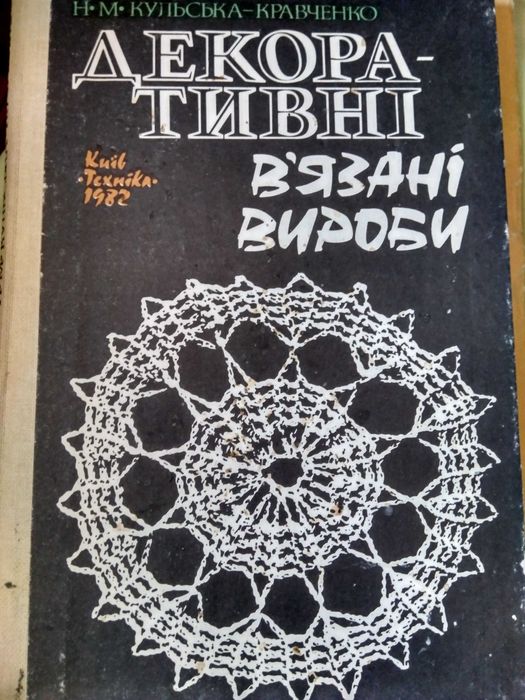 Н·М·КУЛЬСЬКА-КРАВЧЕНКО
ДЕКОРА-
ТИВНІ
В'ЯЗАНІ
ВИРОБИ
Київ
·Техніка·
1982